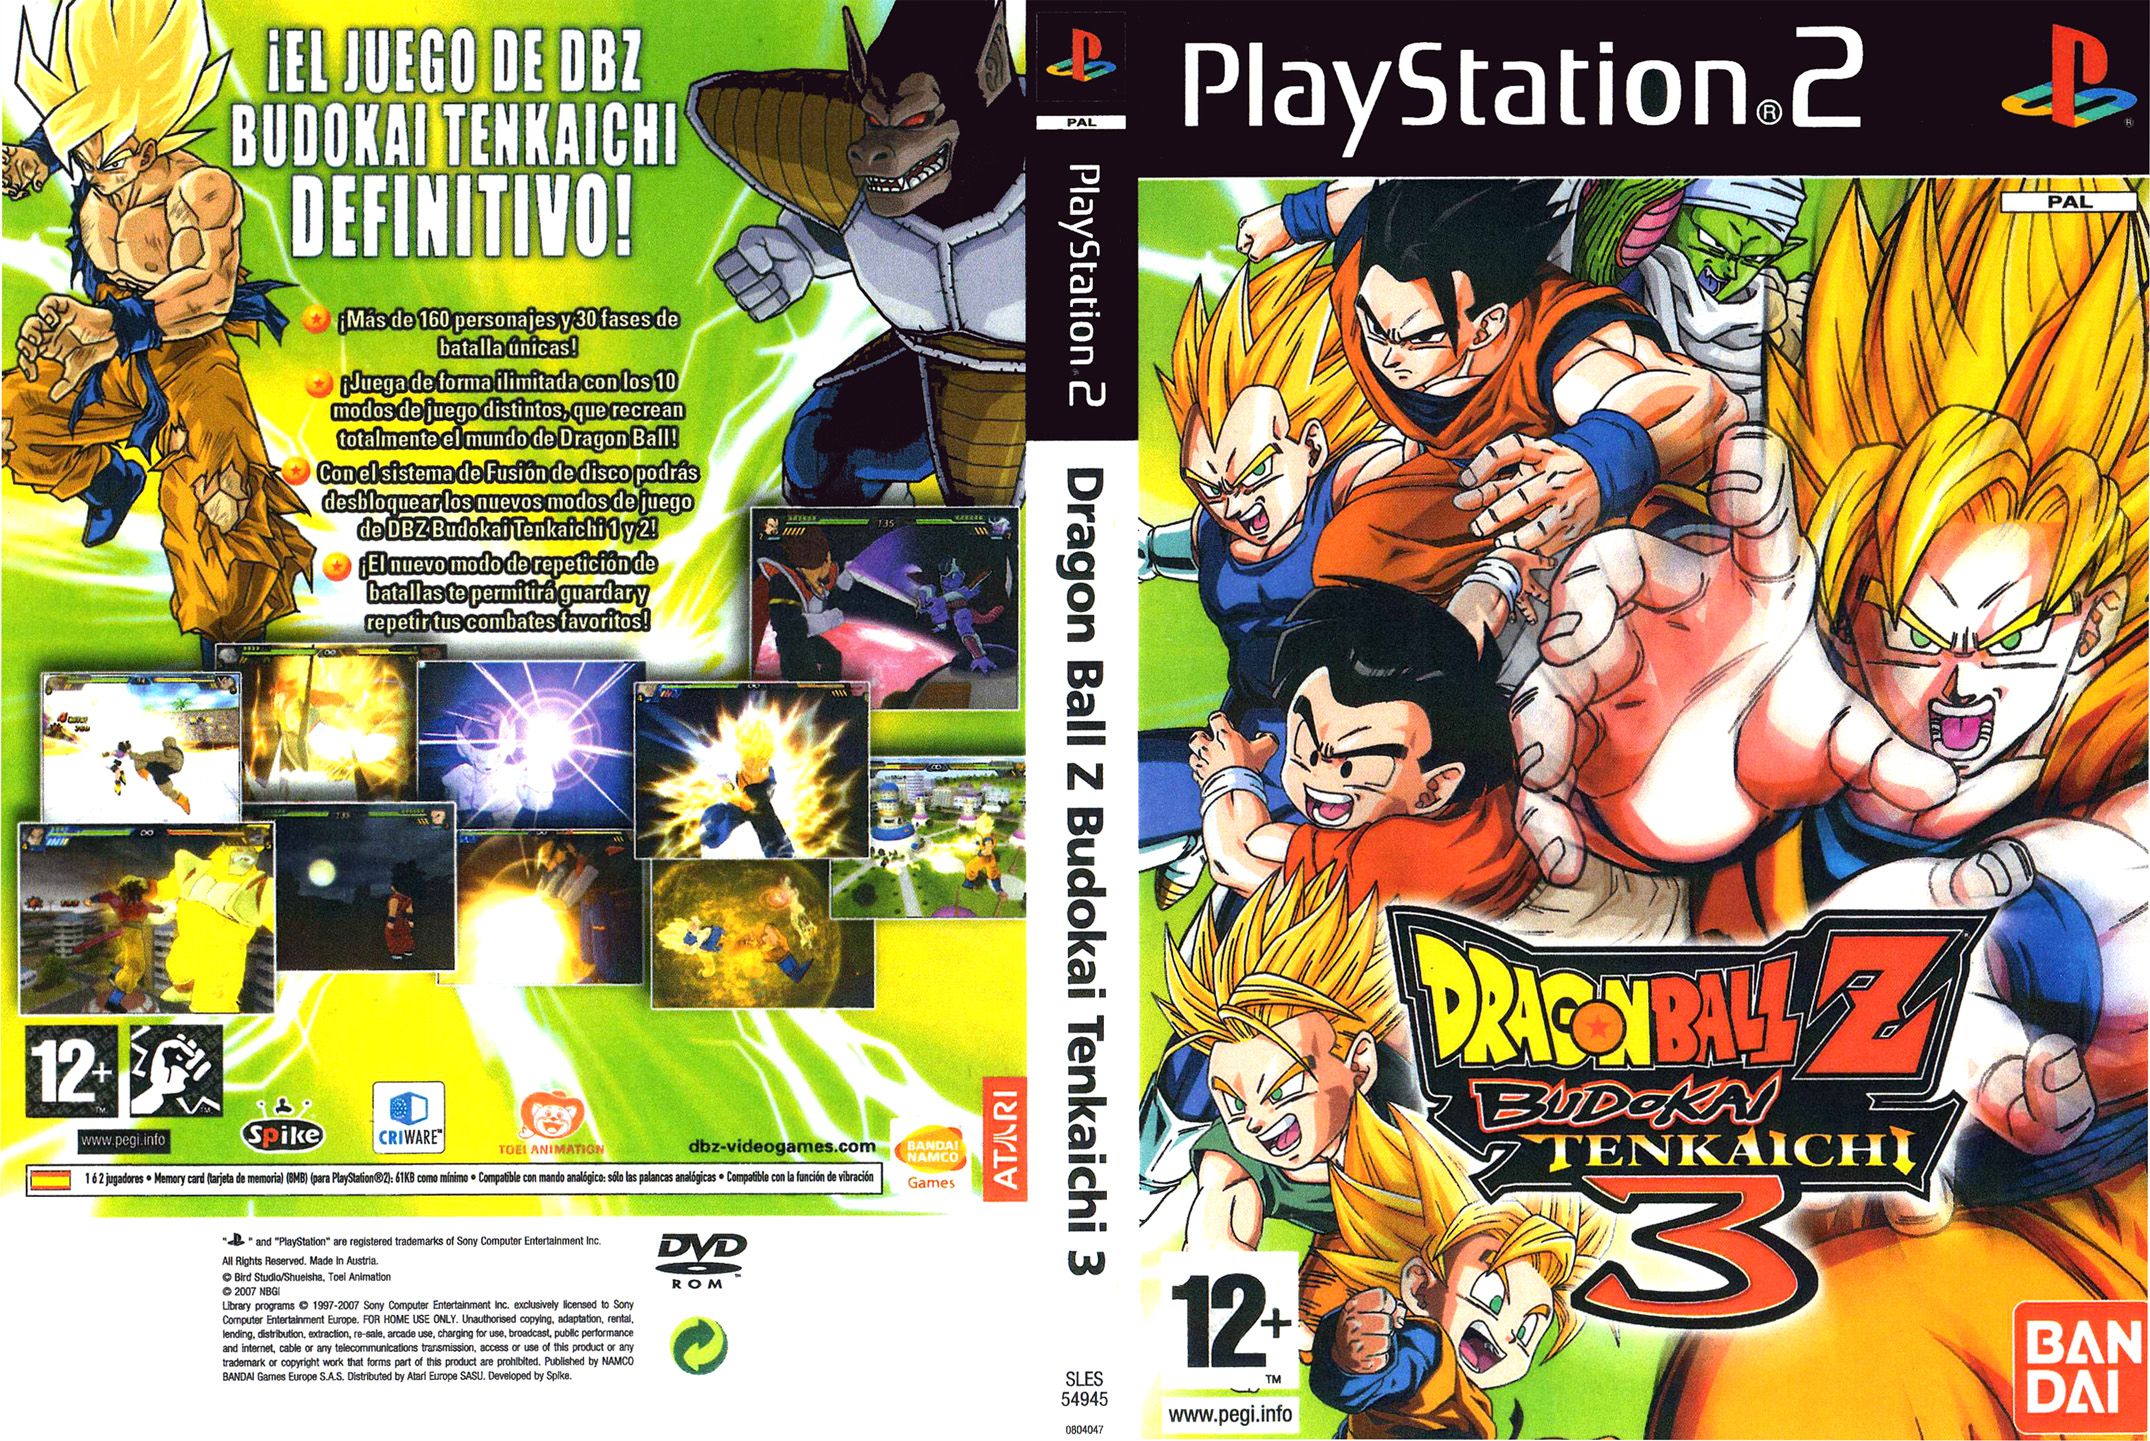 ¡EL JUEGO DE DBZ
BUDOKAI TENKAICHI
DEFINITIVO!
¡Más de 160 personajes y 30 fases de
batalla únicas!
¡Juega de forma ilimitada con los 10
modos de juego distintos, que recrean
totalmente el mundo de Dragon Ball!
Con el sistema de Fusión de disco podrás
desbloquear los nuevos modos de juego
de DBZ Budokai Tenkaichi 1 y 2!
¡El nuevo modo de repetición de
batallas te permitirá guardar y
repetir tus combates favoritos!
12+
TM
TM
www.pegi.info
Spike
CRIWARE™
TOEI ANIMATION
dbz-videogames.com
BANDAI
NAMCO
Games
ATARI
1 ó 2 jugadores • Memory card (tarjeta de memoria) (8MB) (para PlayStation®2): 61KB como mínimo • Compatible con mando analógico: sólo las palancas analógicas • Compatible con la función de vibración
" " and "PlayStation" are registered trademarks of Sony Computer Entertainment Inc.
All Rights Reserved. Made in Austria.
© Bird Studio/Shueisha, Toei Animation
© 2007 NBGI
Library programs © 1997-2007 Sony Computer Entertainment Inc. exclusively licensed to Sony
Computer Entertainment Europe. FOR HOME USE ONLY. Unauthorised copying, adaptation, rental,
lending, distribution, extraction, re-sale, arcade use, charging for use, broadcast, public performance
and internet, cable or any telecommunications transmission, access or use of this product or any
trademark or copyright work that forms part of this product are prohibited. Published by NAMCO
BANDAI Games Europe S.A.S. Distributed by Atari Europe SASU. Developed by Spike.
DVD
ROM
PAL
PlayStation®2
Dragon Ball Z Budokai Tenkaichi 3
SLES
54945
0804047
PlayStation®2
PAL
DRAGON BALL Z
BUDOKAI
TENKAICHI
3
12+
TM
www.pegi.info
BAN
DAI